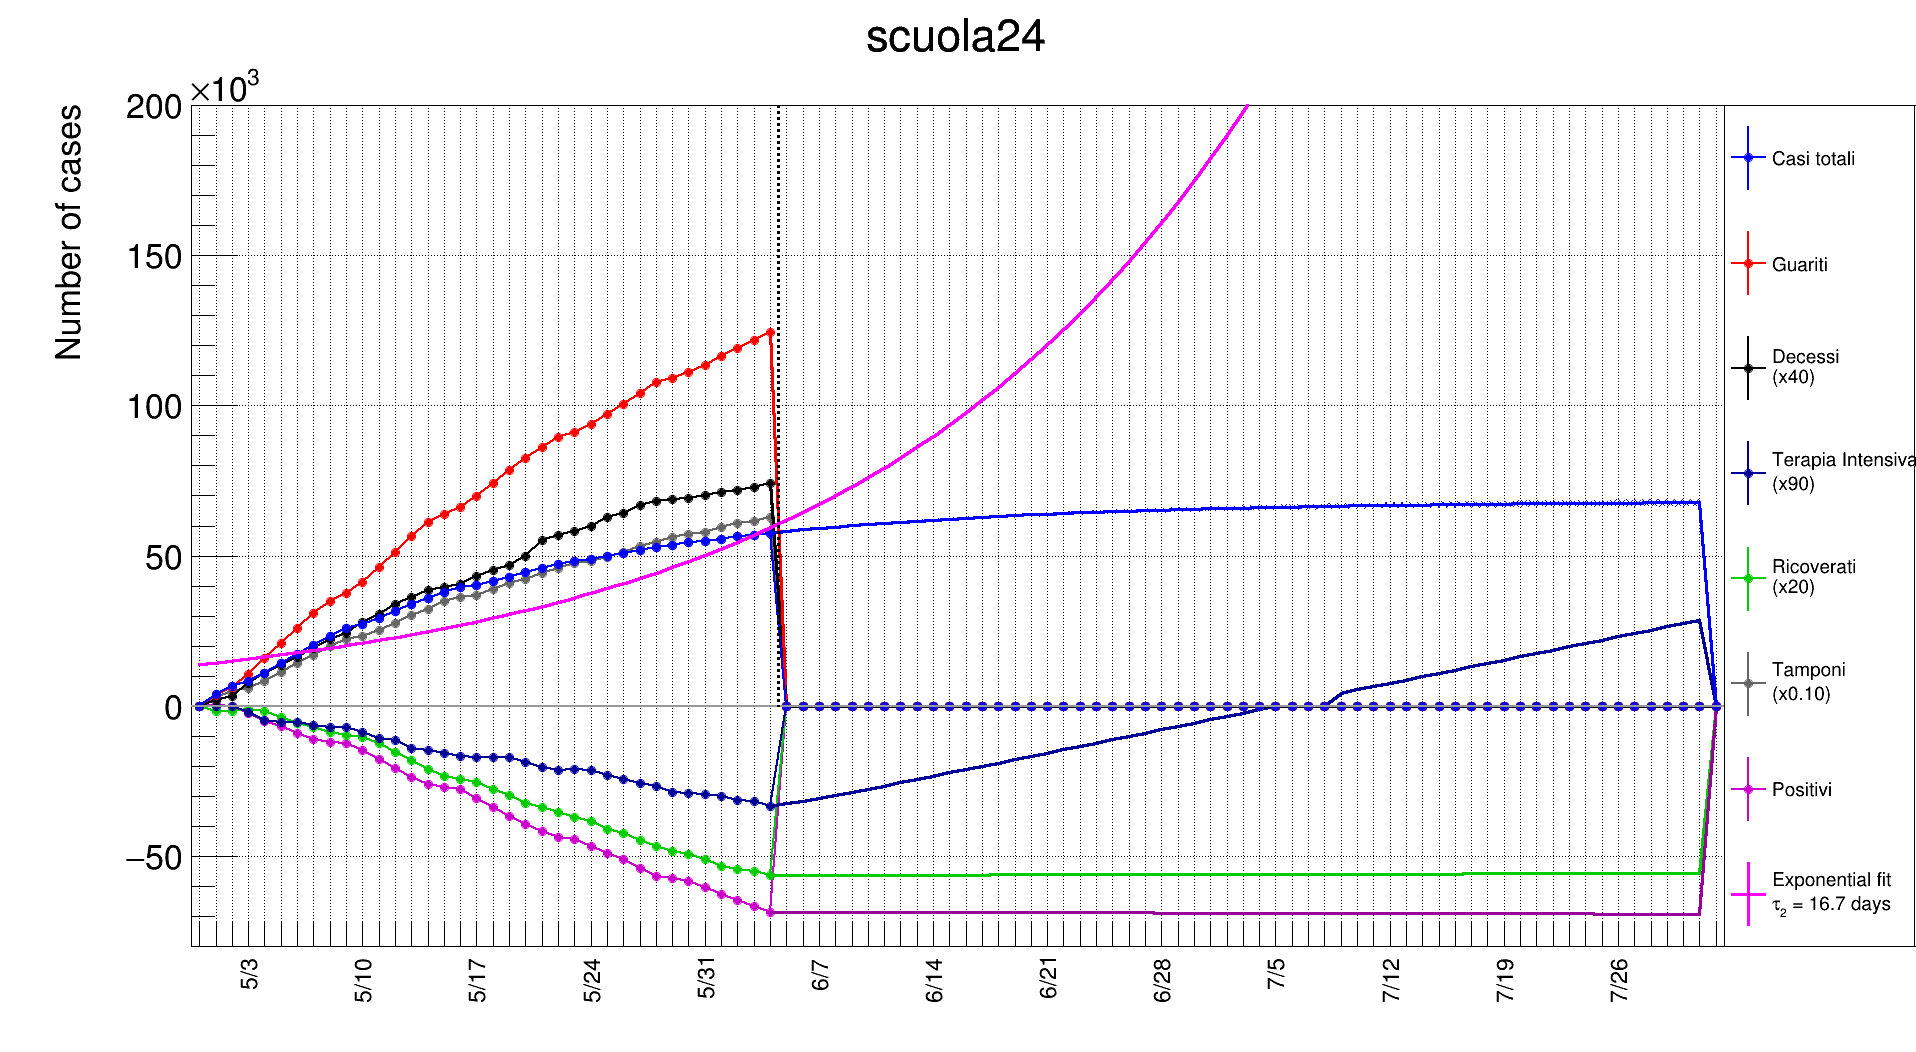 scuola24
×10³
Number of cases
200
150
100
50
0
−50
5/3
5/10
5/17
5/24
5/31
6/7
6/14
6/21
6/28
7/5
7/12
7/19
7/26
Casi totali
Guariti
Decessi
(x40)
Terapia Intensiva
(x90)
Ricoverati
(x20)
Tamponi
(x0.10)
Positivi
Exponential fit
τ₂ = 16.7 days